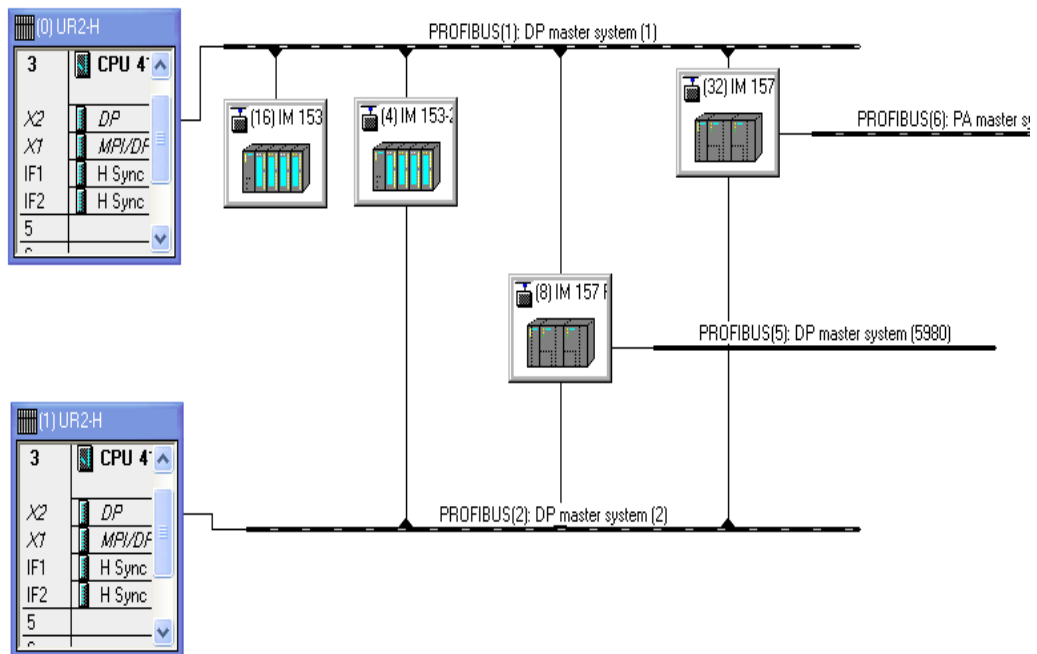 (0) UR2-H
3 CPU 4
X2 DP
X1 MPI/DP
IF1 H Sync
IF2 H Sync
5
PROFIBUS(1): DP master system (1)
(16) IM 153
(4) IM 153-2
(32) IM 157
PROFIBUS(6): PA master sy
(8) IM 157 F
PROFIBUS(5): DP master system (5980)
(1) UR2-H
3 CPU 4
X2 DP
X1 MPI/DP
IF1 H Sync
IF2 H Sync
5
PROFIBUS(2): DP master system (2)